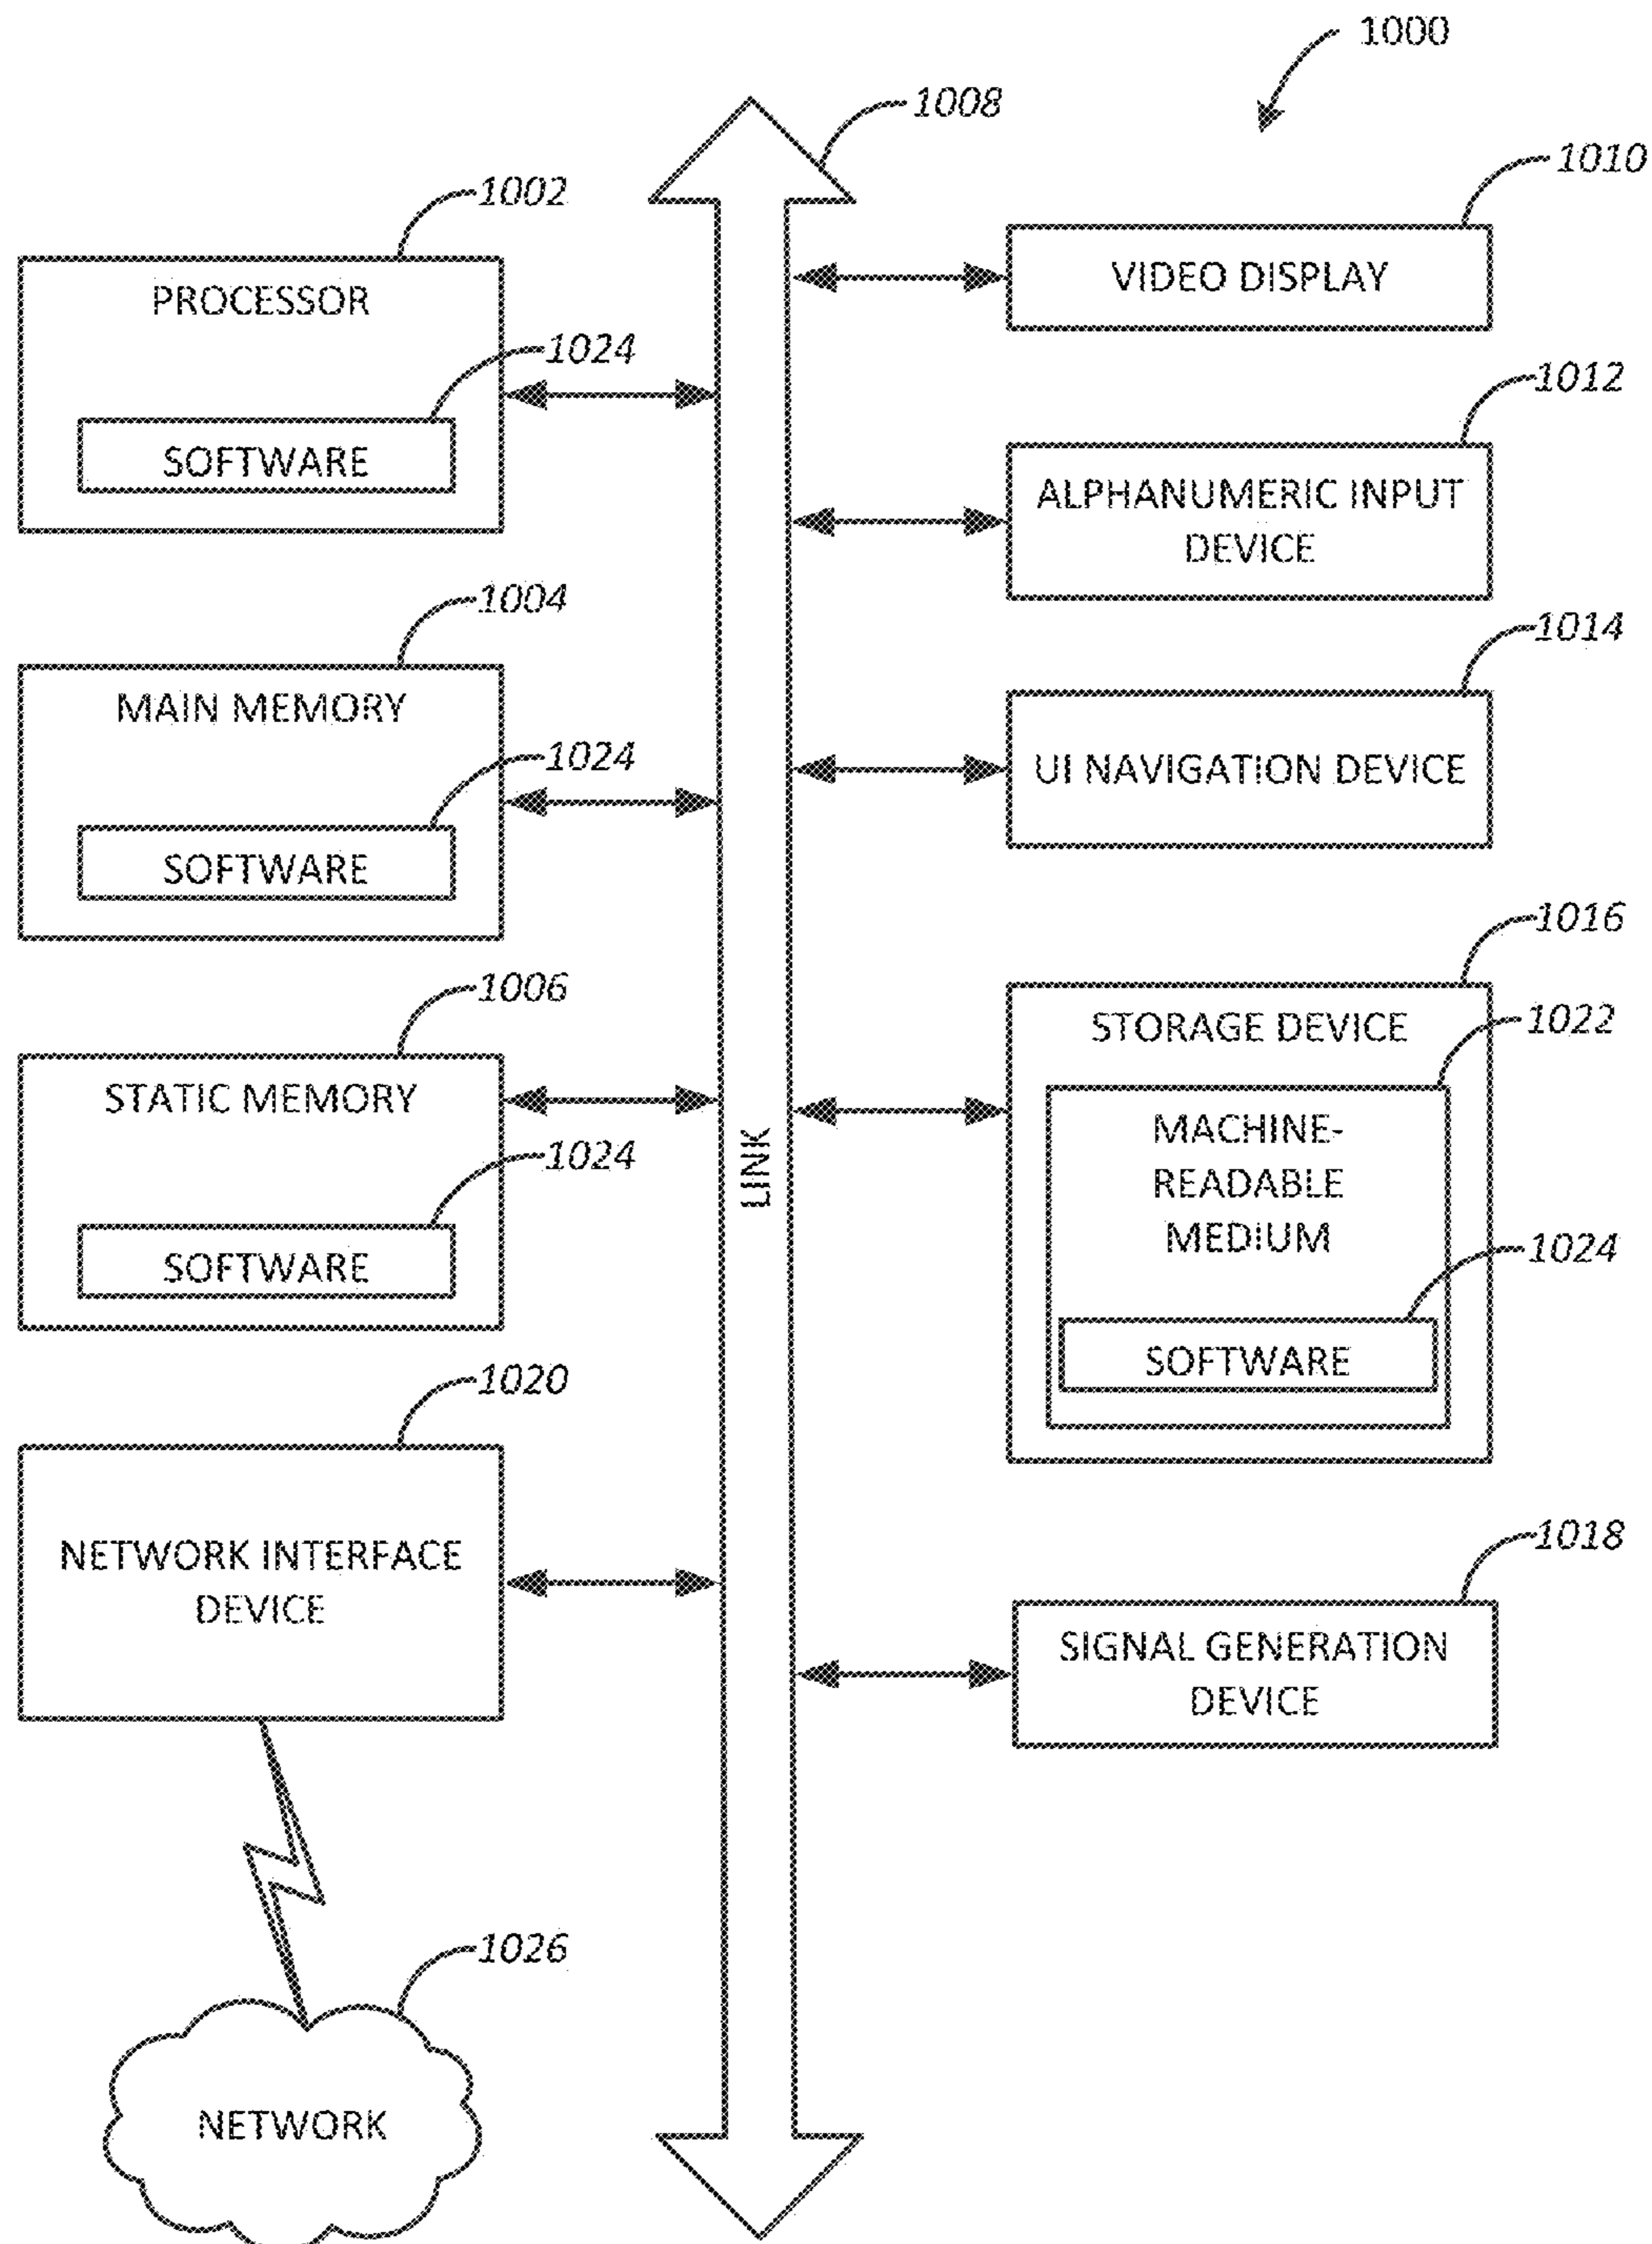 1000
1008
1010
1002
VIDEO DISPLAY
PROCESSOR
1024
SOFTWARE
1012
ALPHANUMERIC INPUT
DEVICE
1004
MAIN MEMORY
1024
SOFTWARE
1014
UI NAVIGATION DEVICE
1006
STATIC MEMORY
1024
SOFTWARE
LINK
1016
STORAGE DEVICE
1022
MACHINE-
READABLE
MEDIUM
1024
SOFTWARE
1020
NETWORK INTERFACE
DEVICE
1018
SIGNAL GENERATION
DEVICE
1026
NETWORK